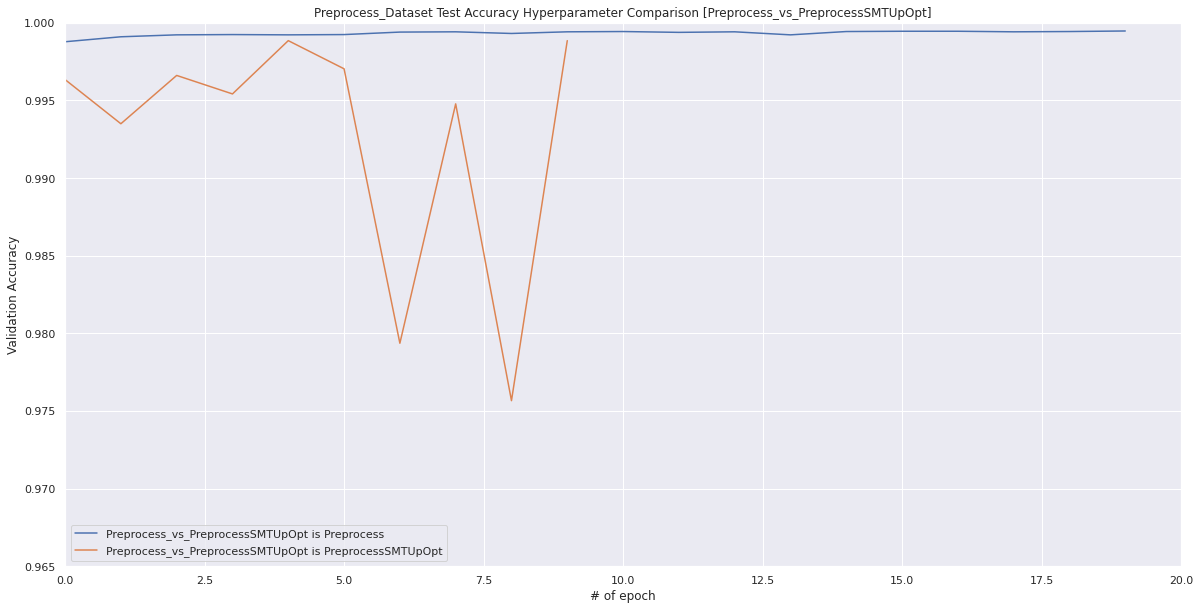 Preprocess_Dataset Test Accuracy Hyperparameter Comparison [Preprocess_vs_PreprocessSMTUpOpt]
1.000
0.995
0.990
0.985
0.980
0.975
0.970
0.965
Validation Accuracy
Preprocess_vs_PreprocessSMTUpOpt is Preprocess
Preprocess_vs_PreprocessSMTUpOpt is PreprocessSMTUpOpt
0.0 2.5 5.0 7.5 10.0 12.5 15.0 17.5 20.0
# of epoch